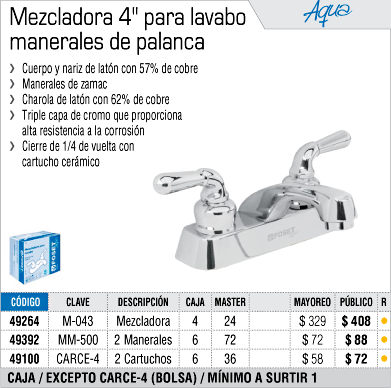 Mezcladora 4" para lavabo
manerales de palanca
Aqua
❯ Cuerpo y nariz de latón con 57% de cobre
❯ Manerales de zamac
❯ Charola de latón con 62% de cobre
❯ Triple capa de cromo que proporciona
alta resistencia a la corrosión
❯ Cierre de 1/4 de vuelta con
cartucho cerámico
FOSET
FOSET
CÓDIGO CLAVE DESCRIPCIÓN CAJA MASTER MAYOREO PÚBLICO R
49264 M-043 Mezcladora 4 24 $ 329 $ 408 •
49392 MM-500 2 Manerales 6 72 $ 72 $ 88 •
49100 CARCE-4 2 Cartuchos 6 36 $ 58 $ 72 •
CAJA / EXCEPTO CARCE-4 (BOLSA) / MÍNIMO A SURTIR 1